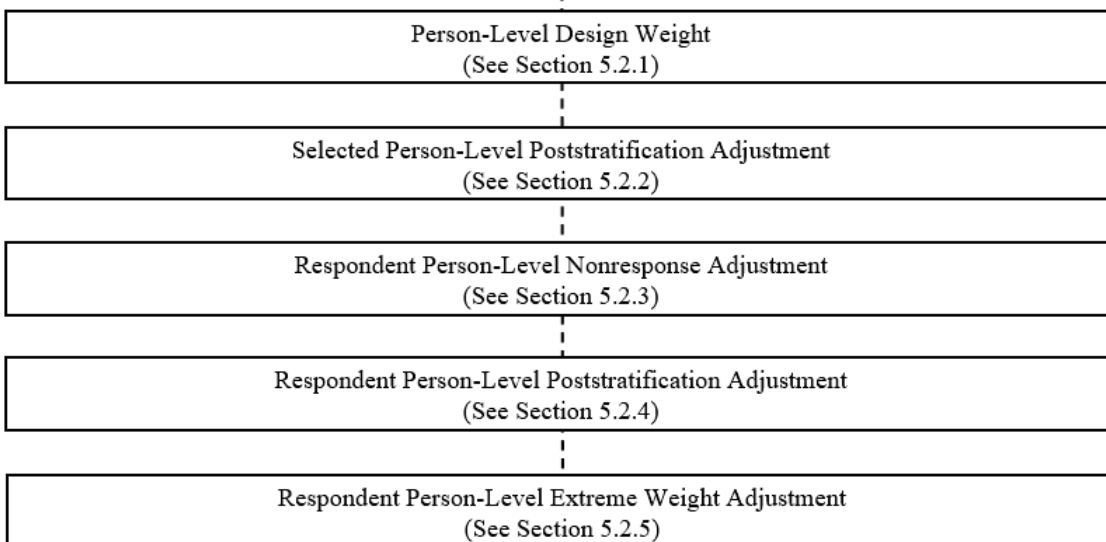 Person-Level Design Weight
(See Section 5.2.1)
Selected Person-Level Poststratification Adjustment
(See Section 5.2.2)
Respondent Person-Level Nonresponse Adjustment
(See Section 5.2.3)
Respondent Person-Level Poststratification Adjustment
(See Section 5.2.4)
Respondent Person-Level Extreme Weight Adjustment
(See Section 5.2.5)